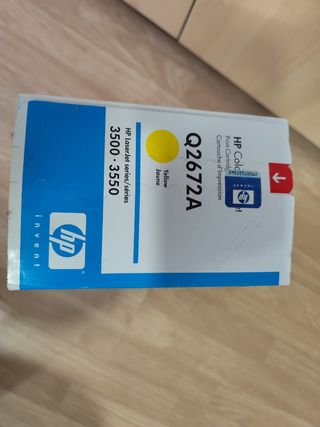 HP Color
Print Cartridge
Cartouche d'impression
Q2672A
Yellow
Jaune
HP LaserJet series/séries
3500 · 3550
hp
invent